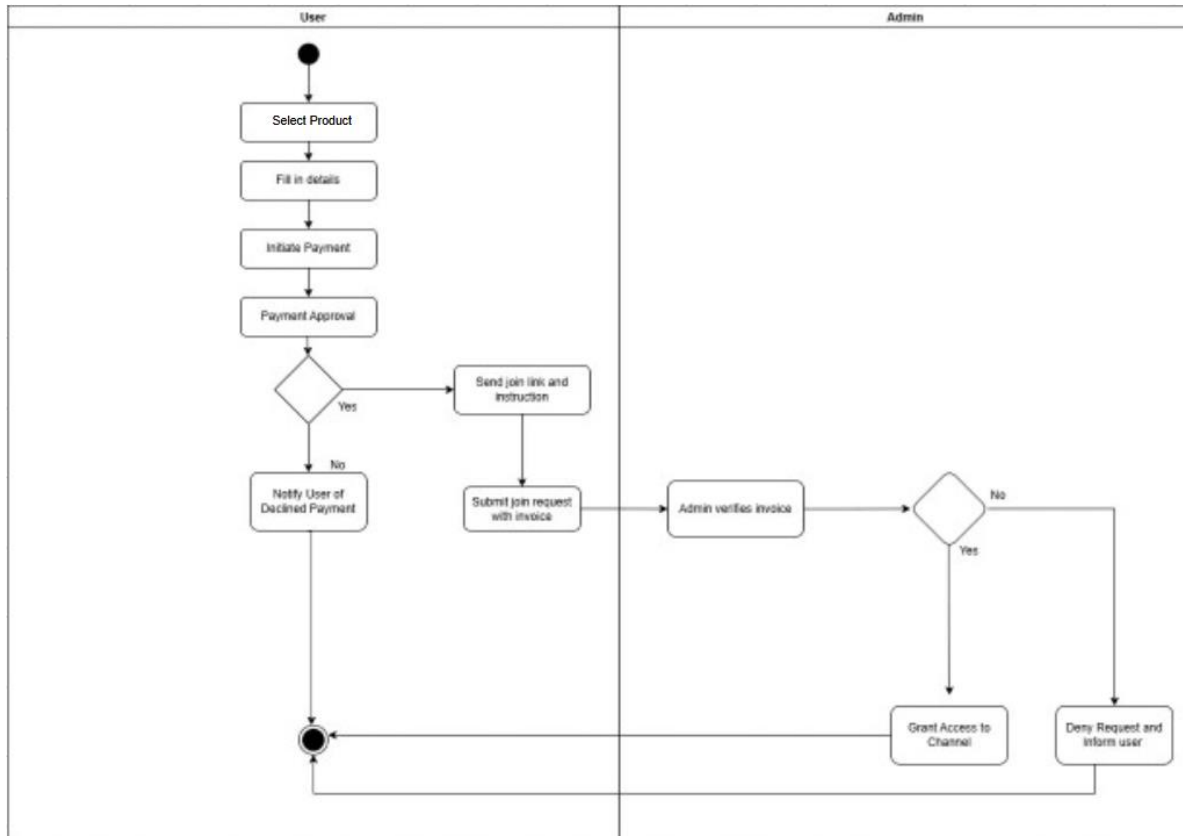 User
Admin
Select Product
Fill in details
Initiate Payment
Payment Approval
Send join link and
instruction
Yes
No
Notify User of
Declined Payment
Submit join request
with invoice
Admin verifies invoice
No
Yes
Grant Access to
Channel
Deny Request and
Inform user